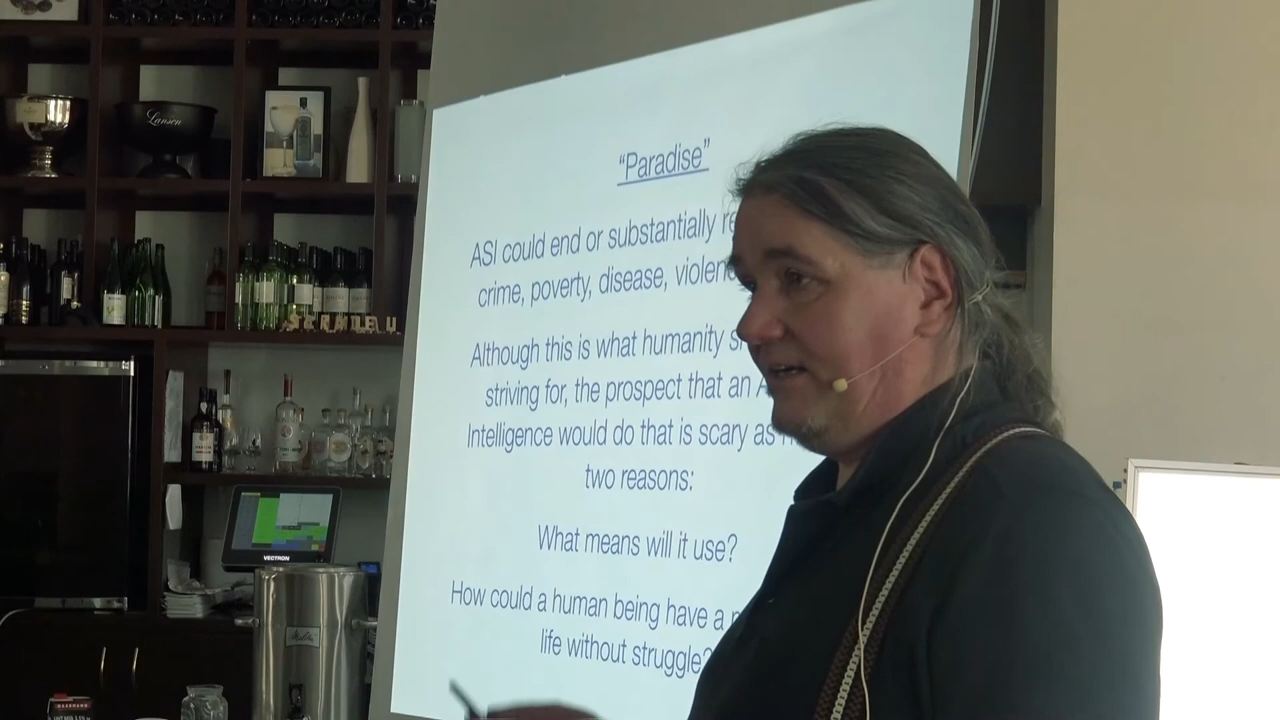 Lanson
"Paradise"
ASI could end or substantially
crime, poverty, disease,
Although this is what humanity
striving for, the prospect that an
Intelligence would do that is scary as
two reasons:
What means will it use?
How could a human being have a
life without struggle?
VECTRON
Melitta